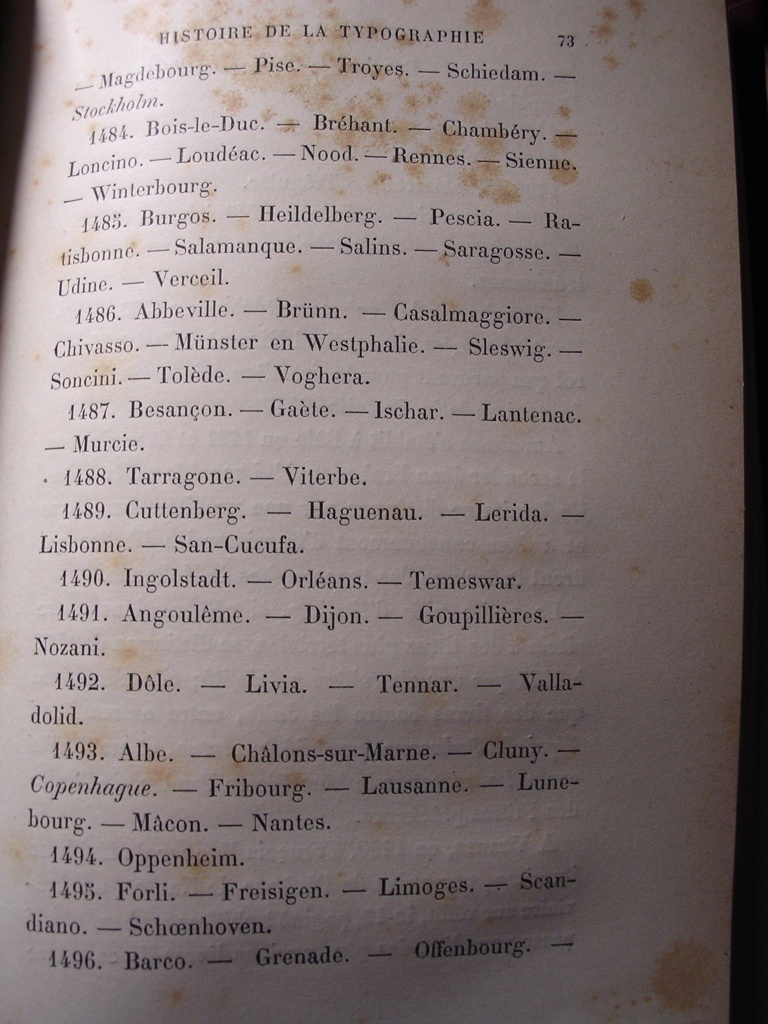 HISTOIRE DE LA TYPOGRAPHIE 73
— Magdebourg. — Pise. — Troyes. — Schiedam. —
Stockholm.
1484. Bois-le-Duc. — Bréhant. — Chambéry. —
Loncino. — Loudéac. — Nood. — Rennes. — Sienne.
— Winterbourg.
1485. Burgos. — Heildelberg. — Pescia. — Ra-
tisbonne. — Salamanque. — Salins. — Saragosse. —
Udine. — Verceil.
1486. Abbeville. — Brünn. — Casalmaggiore. —
Chivasso. — Münster en Westphalie. — Sleswig. —
Soncini. — Tolède. — Voghera.
1487. Besançon. — Gaète. — Ischar. — Lantenac.
— Murcie.
1488. Tarragone. — Viterbe.
1489. Cuttenberg. — Haguenau. — Lerida. —
Lisbonne. — San-Cucufa.
1490. Ingolstadt. — Orléans. — Temeswar.
1491. Angoulême. — Dijon. — Goupillières. —
Nozani.
1492. Dôle. — Livia. — Tennar. — Valla-
dolid.
1493. Albe. — Châlons-sur-Marne. — Cluny. —
Copenhague. — Fribourg. — Lausanne. — Lune-
bourg. — Mâcon. — Nantes.
1494. Oppenheim.
1495. Forli. — Freisigen. — Limoges. — Scan-
diano. — Schœnhoven.
1496. Barco. — Grenade. — Offenbourg. —